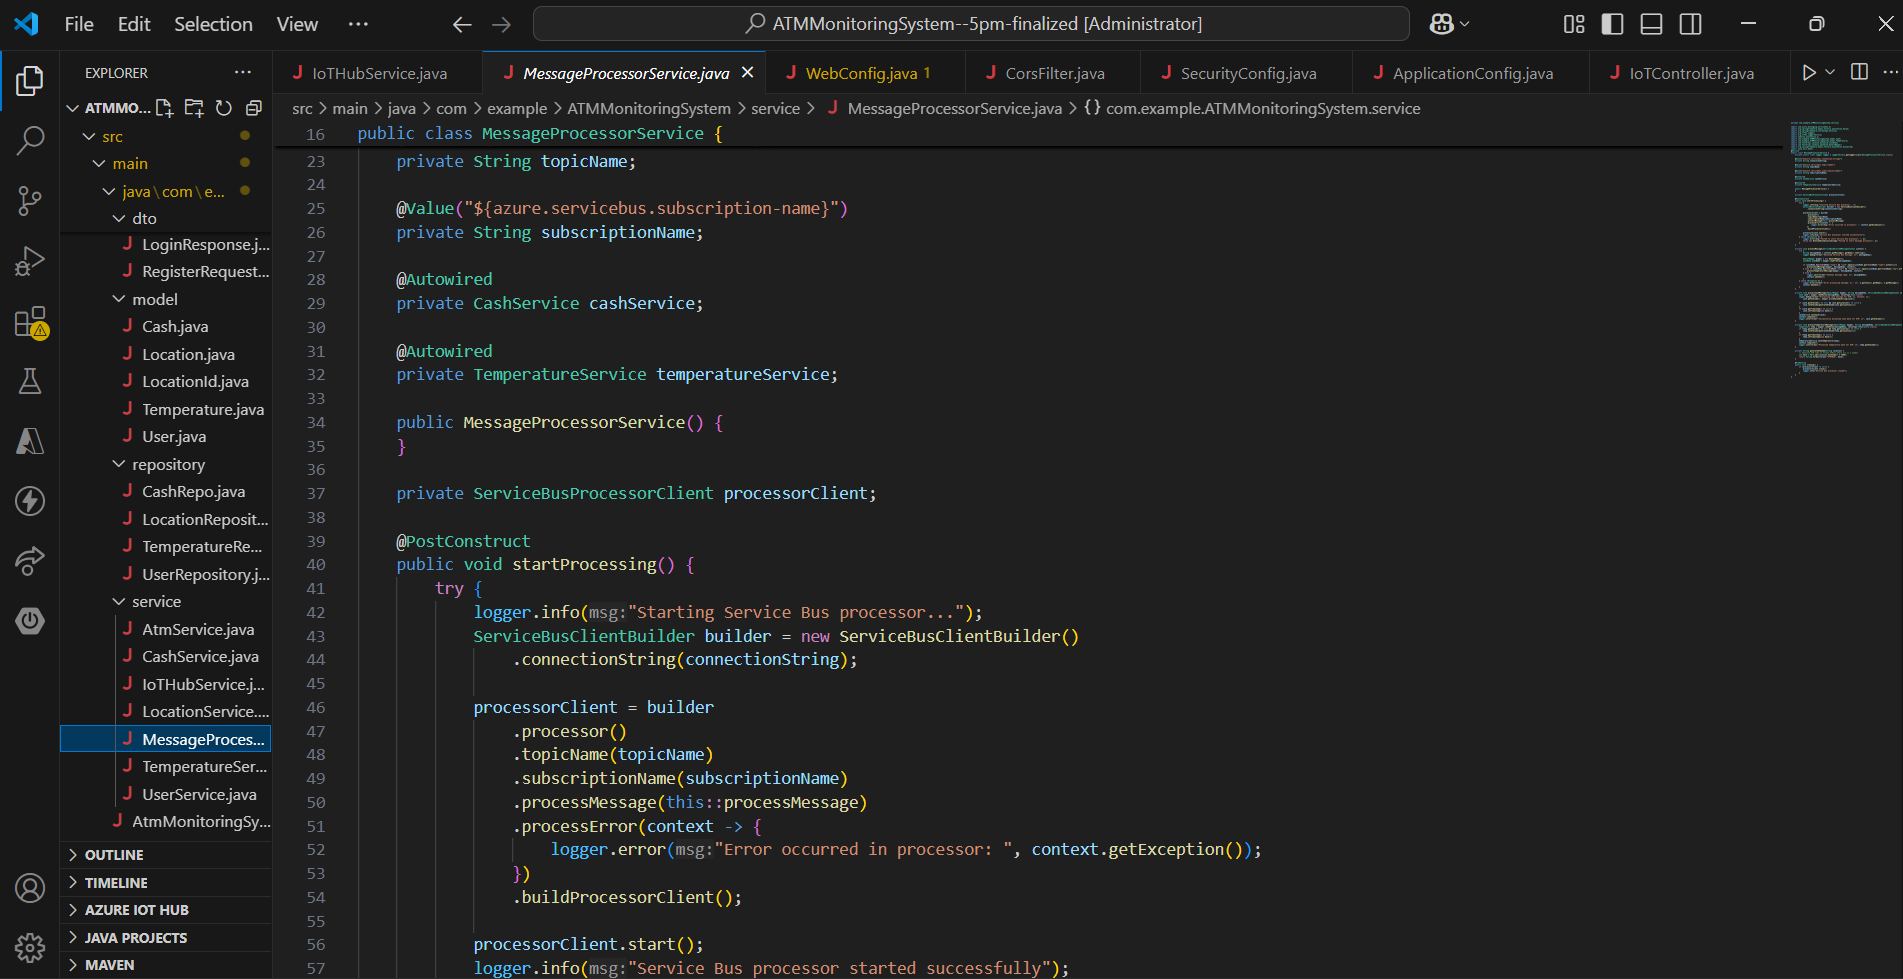 File Edit Selection View ···
ATMMonitoringSystem--5pm-finalized [Administrator]
EXPLORER ···
IoTHubService.java
MessageProcessorService.java
WebConfig.java 1
CorsFilter.java
SecurityConfig.java
ApplicationConfig.java
IoTController.java
ATMMO...
src
main
java\com\e...
dto
LoginResponse.j...
RegisterRequest...
model
Cash.java
Location.java
LocationId.java
Temperature.java
User.java
repository
CashRepo.java
LocationReposit...
TemperatureRe...
UserRepository.j...
service
AtmService.java
CashService.java
IoTHubService.j...
LocationService....
MessageProces...
TemperatureSer...
UserService.java
AtmMonitoringSy...
OUTLINE
TIMELINE
AZURE IOT HUB
JAVA PROJECTS
MAVEN
src > main > java > com > example > ATMMonitoringSystem > service > MessageProcessorService.java > {} com.example.ATMMonitoringSystem.service
16 public class MessageProcessorService {
23 private String topicName;
24
25 @Value("${azure.servicebus.subscription-name}")
26 private String subscriptionName;
27
28 @Autowired
29 private CashService cashService;
30
31 @Autowired
32 private TemperatureService temperatureService;
33
34 public MessageProcessorService() {
35 }
36
37 private ServiceBusProcessorClient processorClient;
38
39 @PostConstruct
40 public void startProcessing() {
41 try {
42 logger.info(msg:"Starting Service Bus processor...");
43 ServiceBusClientBuilder builder = new ServiceBusClientBuilder()
44 .connectionString(connectionString);
45
46 processorClient = builder
47 .processor()
48 .topicName(topicName)
49 .subscriptionName(subscriptionName)
50 .processMessage(this::processMessage)
51 .processError(context -> {
52 logger.error(msg:"Error occurred in processor: ", context.getException());
53 })
54 .buildProcessorClient();
55
56 processorClient.start();
57 logger.info(msg:"Service Bus processor started successfully");